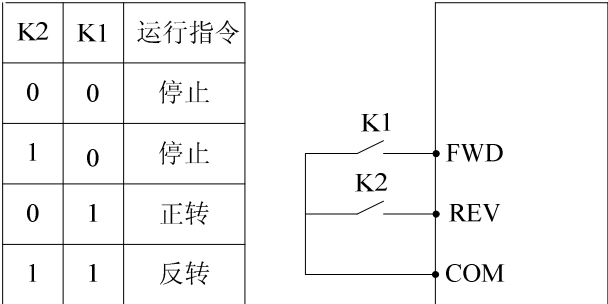 K2 K1 运行指令
0 0 停止
1 0 停止
0 1 正转
1 1 反转
K1
FWD
K2
REV
COM